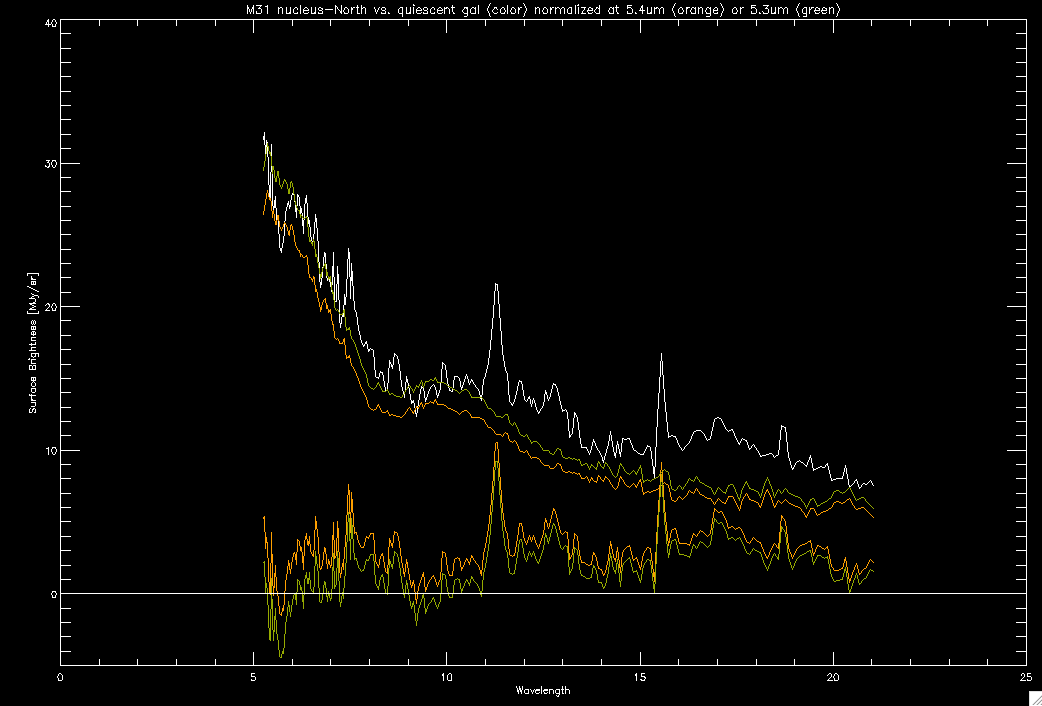 M31 nucleus-North vs. quiescent gal (color) normalized at 5.4um (orange) or 5.3um (green)
40
30
20
10
0
Surface Brightness [MJy/sr]
0 5 10 15 20 25
Wavelength